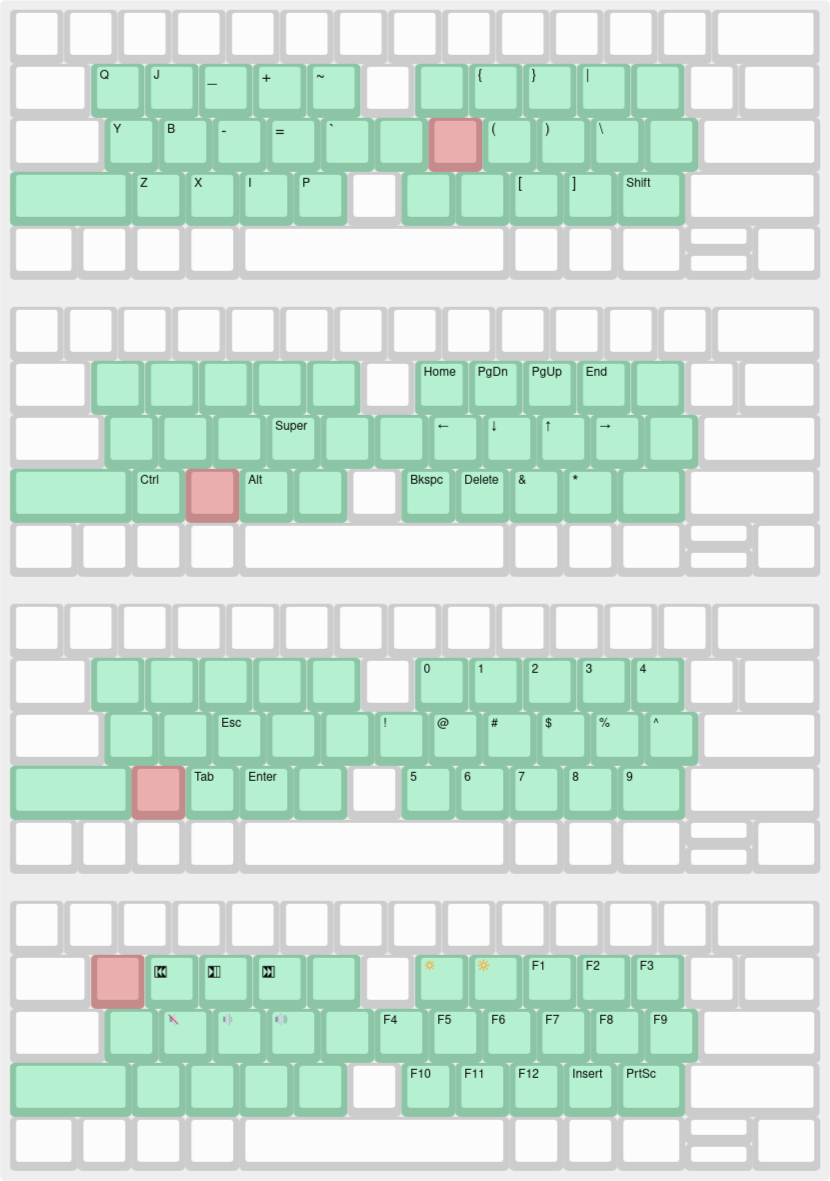 Q J _ + ~ { } |
Y B - = ` ( ) \
Z X I P [ ] Shift
Home PgDn PgUp End
Super ← ↓ ↑ →
Ctrl Alt Bkspc Delete & *
0 1 2 3 4
Esc ! @ # $ % ^
Tab Enter 5 6 7 8 9
F1 F2 F3
F4 F5 F6 F7 F8 F9
F10 F11 F12 Insert PrtSc